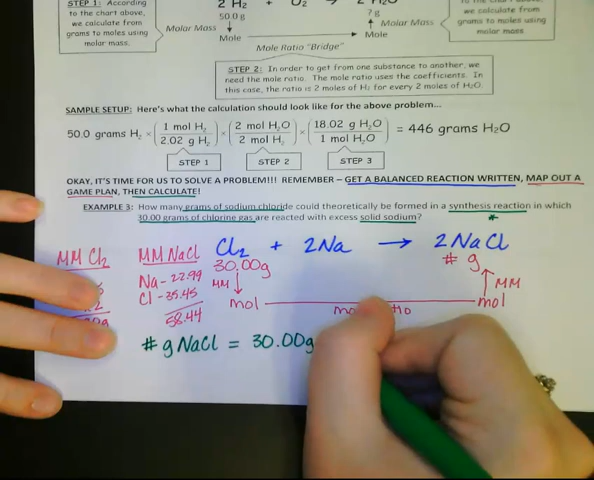 STEP 1: According
to the chart above,
we calculate from
grams to moles using
molar mass.
2 H₂ + O₂
50.0 g
? g
Molar Mass
Mole
Mole
Molar Mass
Mole Ratio "Bridge"
we calculate from
grams to moles using
molar mass
STEP 2: In order to get from one substance to another, we
need the mole ratio. The mole ratio uses the coefficients. In
this case, the ratio is 2 moles of H₂ for every 2 moles of H₂O.
SAMPLE SETUP: Here's what the calculation should look like for the above problem...
50.0 grams H₂ × (1 mol H₂ / 2.02 g H₂) × (2 mol H₂O / 2 mol H₂) × (18.02 g H₂O / 1 mol H₂O) = 446 grams H₂O
STEP 1 STEP 2 STEP 3
OKAY, IT'S TIME FOR US TO SOLVE A PROBLEM!!! REMEMBER – GET A BALANCED REACTION WRITTEN, MAP OUT A
GAME PLAN, THEN CALCULATE!
EXAMPLE 3: How many grams of sodium chloride could theoretically be formed in a synthesis reaction in which
30.00 grams of chlorine gas are reacted with excess solid sodium?
Cl₂ + 2Na → 2NaCl
30.00g
# g
MM
MM
mol
mol
MM Cl₂
MM NaCl
Na - 22.99
Cl - 35.45
58.44
# g NaCl = 30.00g